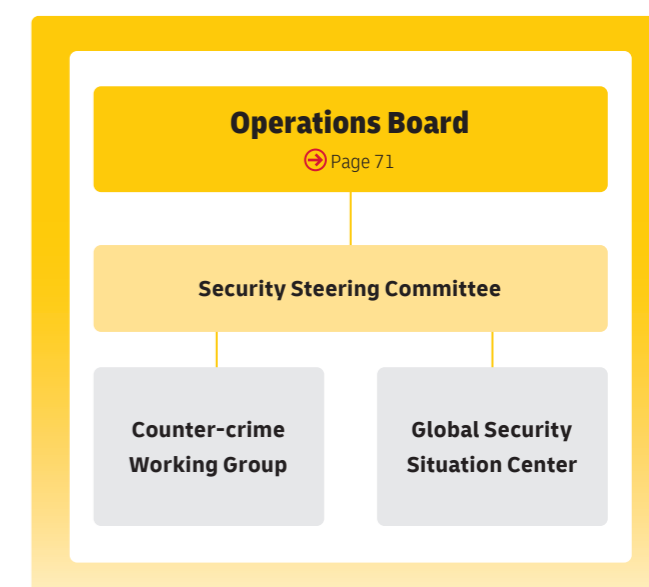 Operations Board
Page 71
Security Steering Committee
Counter-crime
Working Group
Global Security
Situation Center